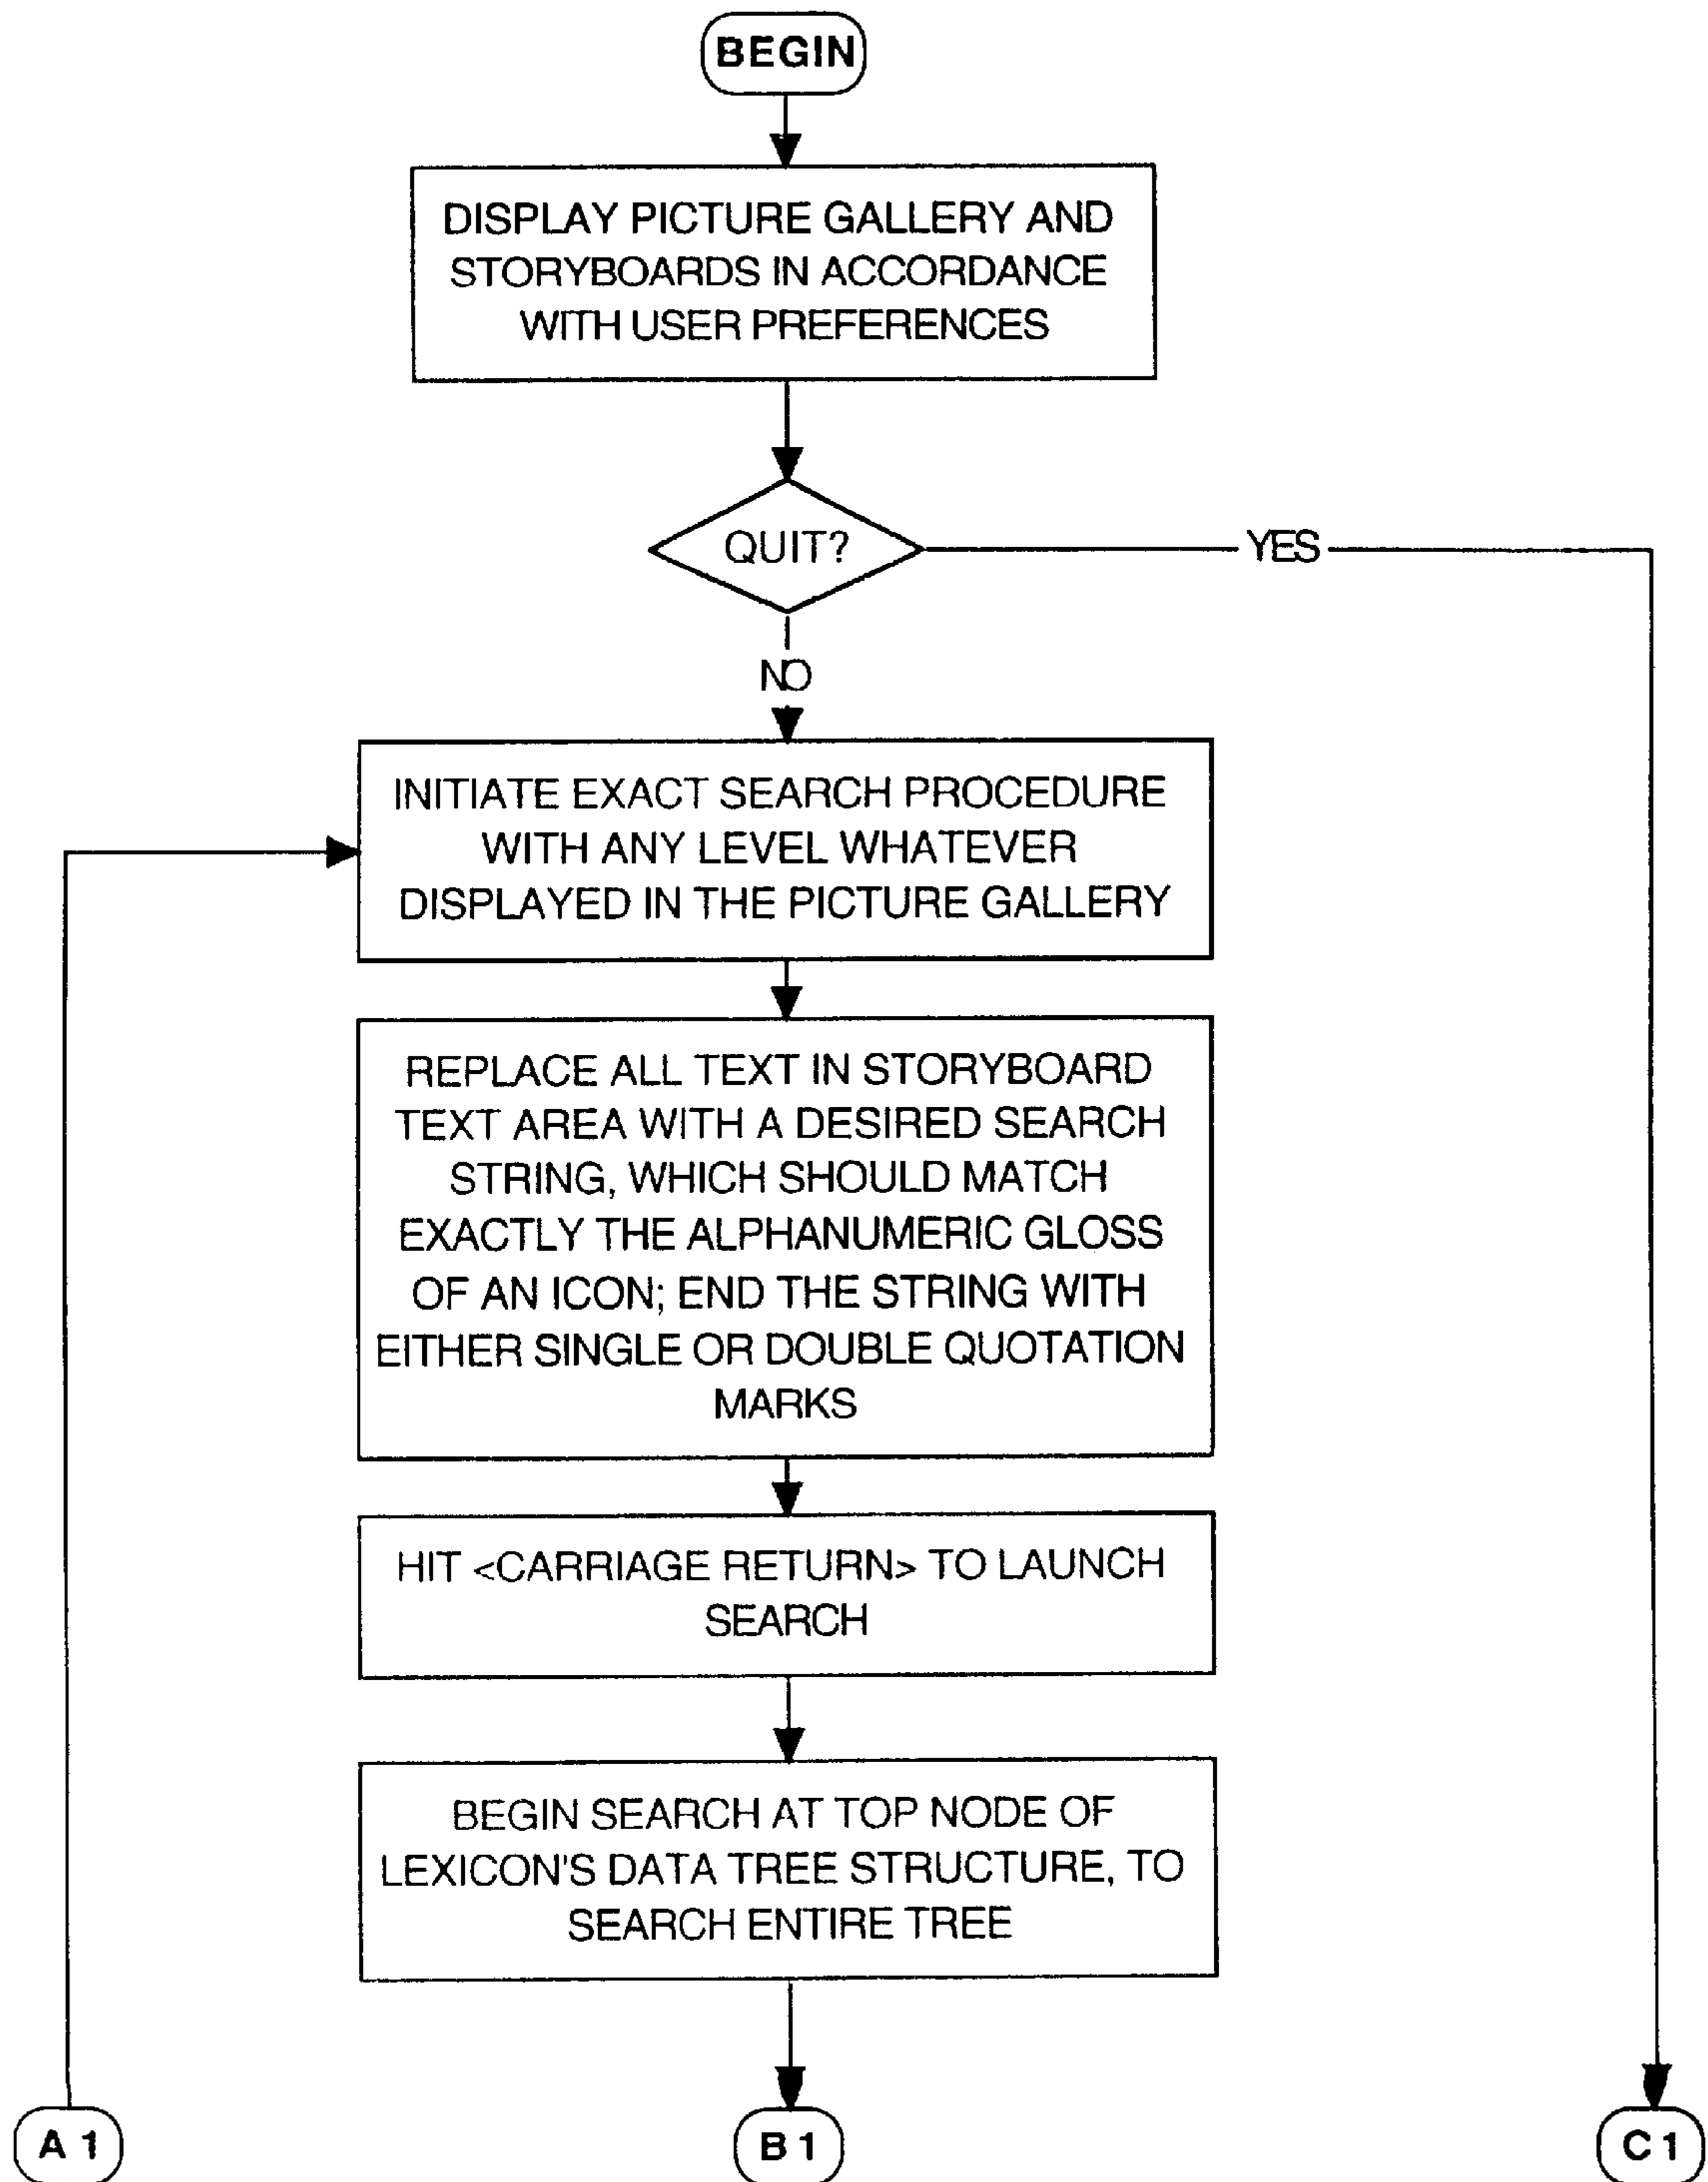 BEGIN
DISPLAY PICTURE GALLERY AND
STORYBOARDS IN ACCORDANCE
WITH USER PREFERENCES
QUIT?
YES
NO
INITIATE EXACT SEARCH PROCEDURE
WITH ANY LEVEL WHATEVER
DISPLAYED IN THE PICTURE GALLERY
REPLACE ALL TEXT IN STORYBOARD
TEXT AREA WITH A DESIRED SEARCH
STRING, WHICH SHOULD MATCH
EXACTLY THE ALPHANUMERIC GLOSS
OF AN ICON; END THE STRING WITH
EITHER SINGLE OR DOUBLE QUOTATION
MARKS
HIT <CARRIAGE RETURN> TO LAUNCH
SEARCH
BEGIN SEARCH AT TOP NODE OF
LEXICON'S DATA TREE STRUCTURE, TO
SEARCH ENTIRE TREE
A 1
B 1
C 1